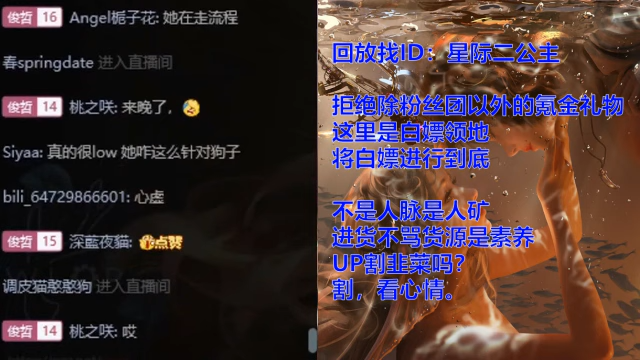 俊哲 16 Angel梔子花: 她在走流程
春springdate 进入直播间
俊哲 14 桃之咲: 来晚了，
Siyaa: 真的很low 她咋这么针对狗子
bili_64729866601: 心虚
俊哲 15 深藍夜貓: 点赞
调皮猫憨憨狗 进入直播间
俊哲 14 桃之咲: 哎
回放找ID：星际二公主
拒绝除粉丝团以外的氪金礼物
这里是白嫖领地
将白嫖进行到底
不是人脉是人矿
进货不骂货源是素养
UP割韭菜吗？
割，看心情。